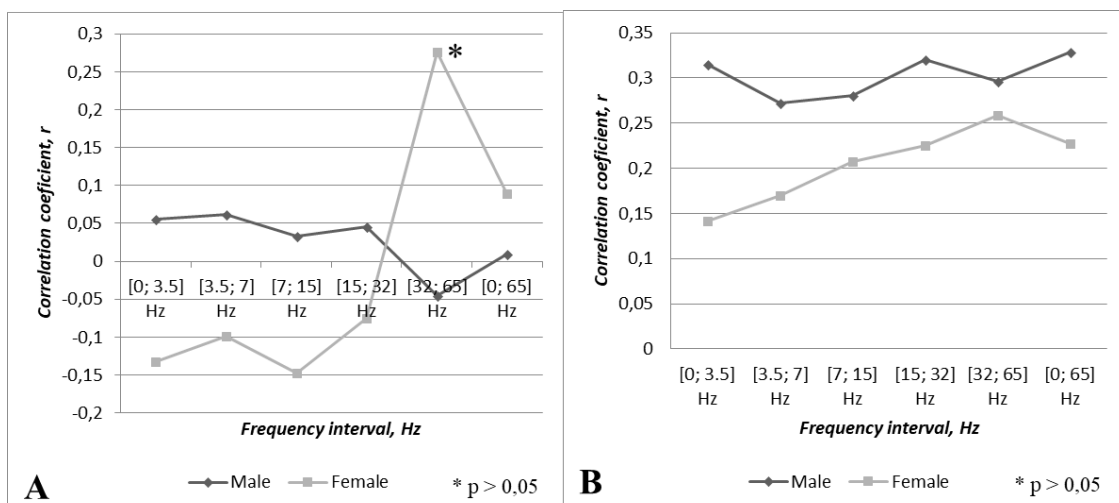 0,3
0,25
0,2
0,15
0,1
0,05
0
-0,05
-0,1
-0,15
-0,2
Correlation coeficient, r
*
[0; 3.5] [3.5; 7] [7; 15] [15; 32] [32; 65] [0; 65]
Hz Hz Hz Hz Hz Hz
Frequency interval, Hz
A
Male Female
* p > 0,05
0,35
0,3
0,25
0,2
0,15
0,1
0,05
0
Correlation coeficient, r
[0; 3.5] [3.5; 7] [7; 15] [15; 32] [32; 65] [0; 65]
Hz Hz Hz Hz Hz Hz
Frequency interval, Hz
B
Male Female
* p > 0,05